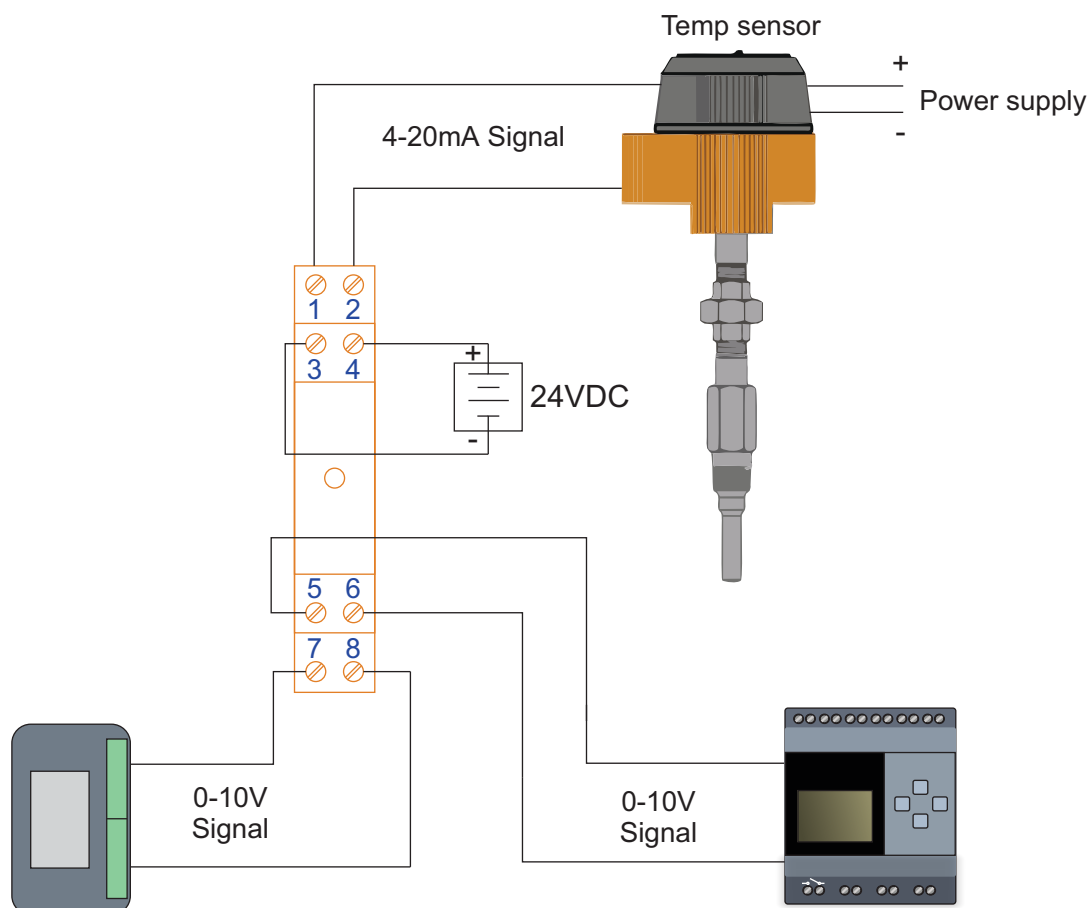 Temp sensor
+
Power supply
-
4-20mA Signal
1 2
3 4
+
24VDC
-
5 6
7 8
0-10V
Signal
0-10V
Signal